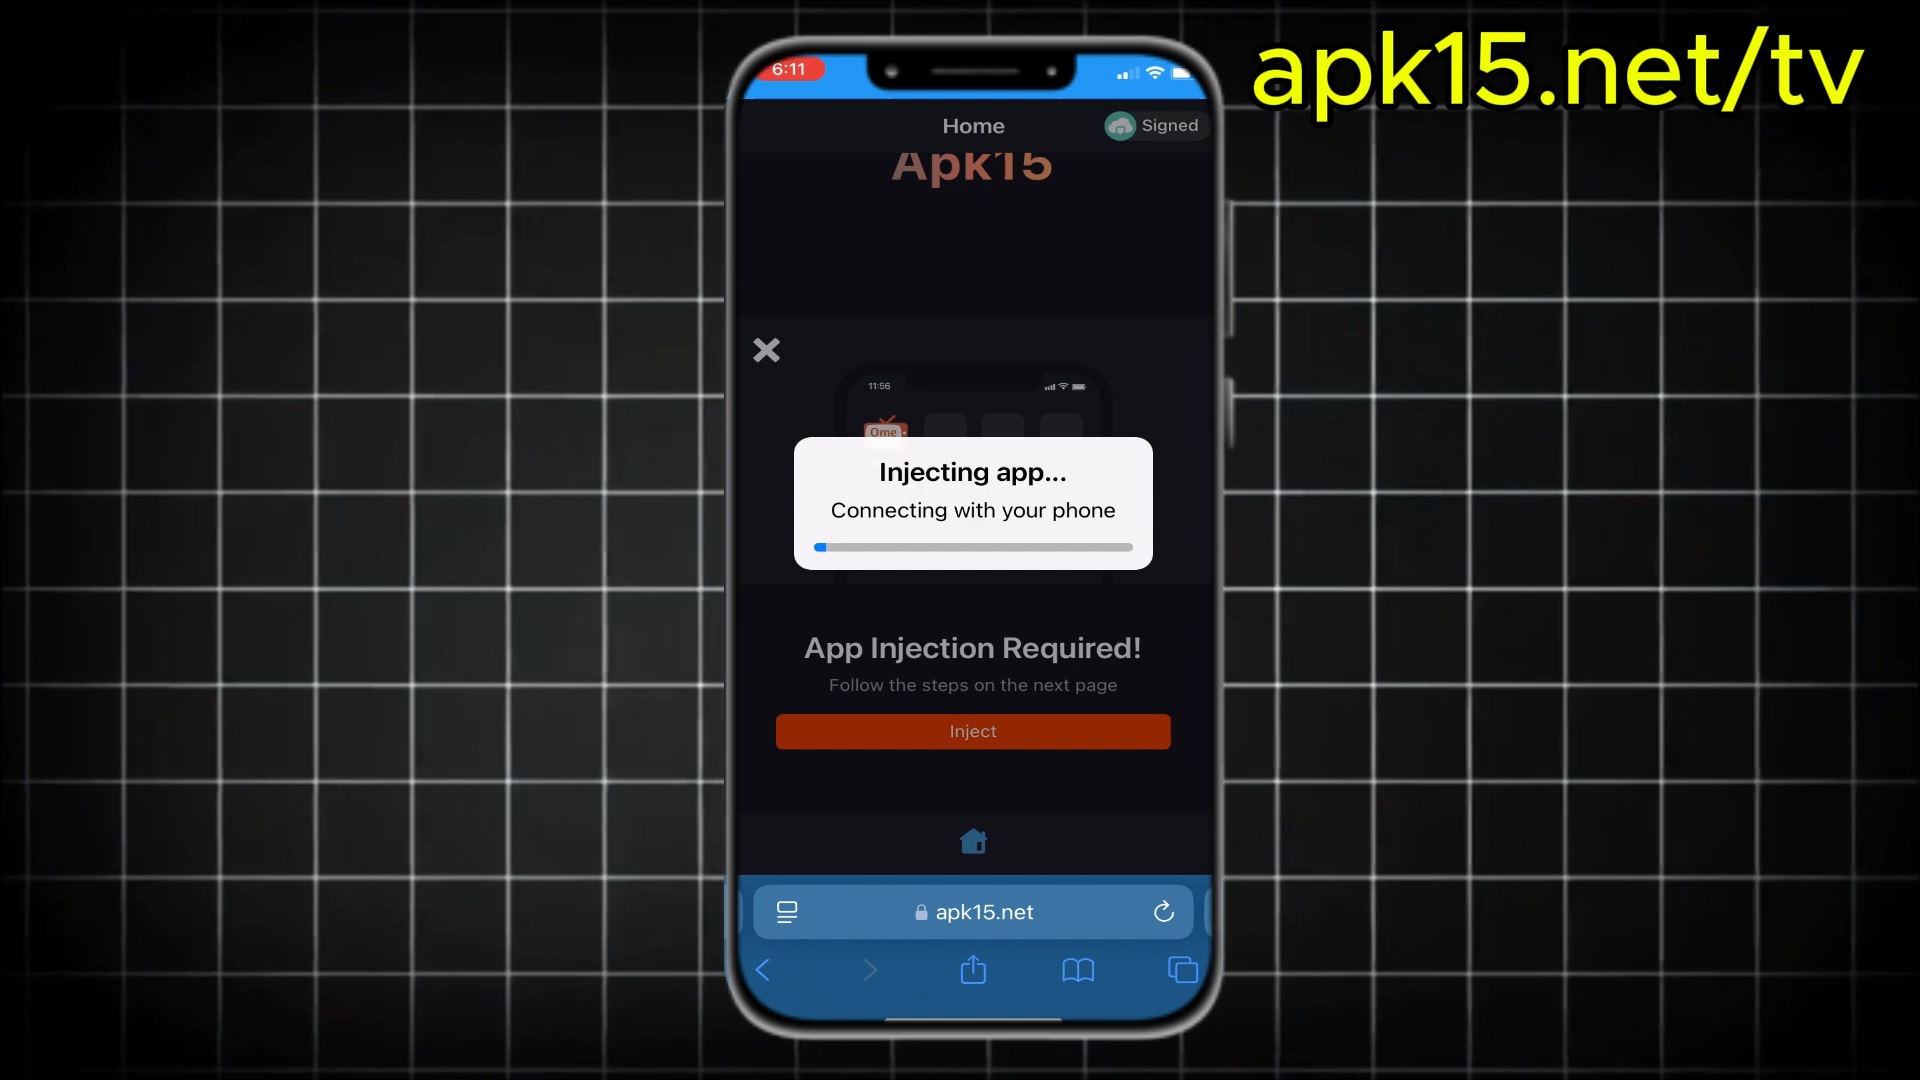 apk15.net/tv
6:11
Home
Signed
Apk15
11:56
Ome
Injecting app...
Connecting with your phone
App Injection Required!
Follow the steps on the next page
Inject
apk15.net